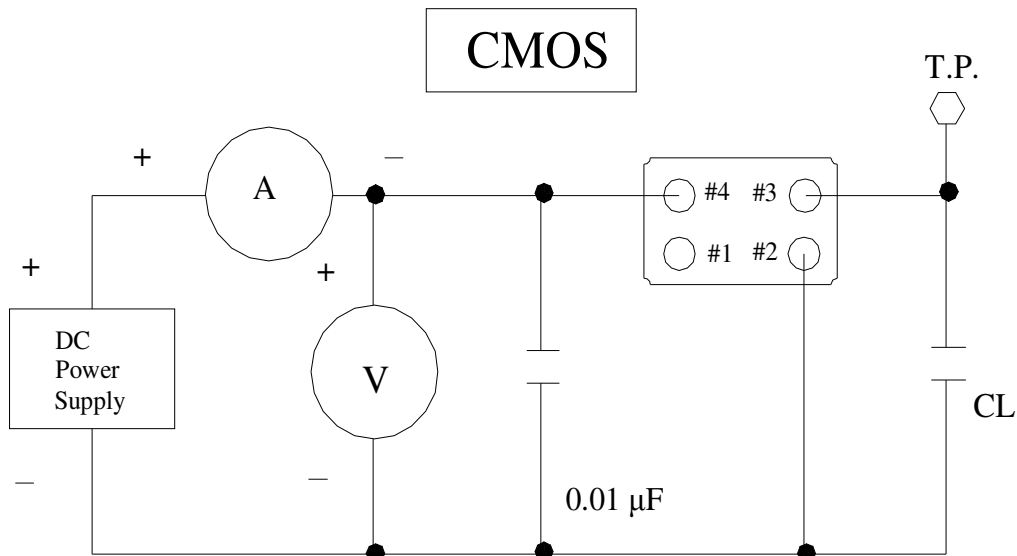 CMOS
T.P.
+
–
A
#4 #3
+
+
#1 #2
DC
Power
Supply
V
CL
–
–
0.01 μF